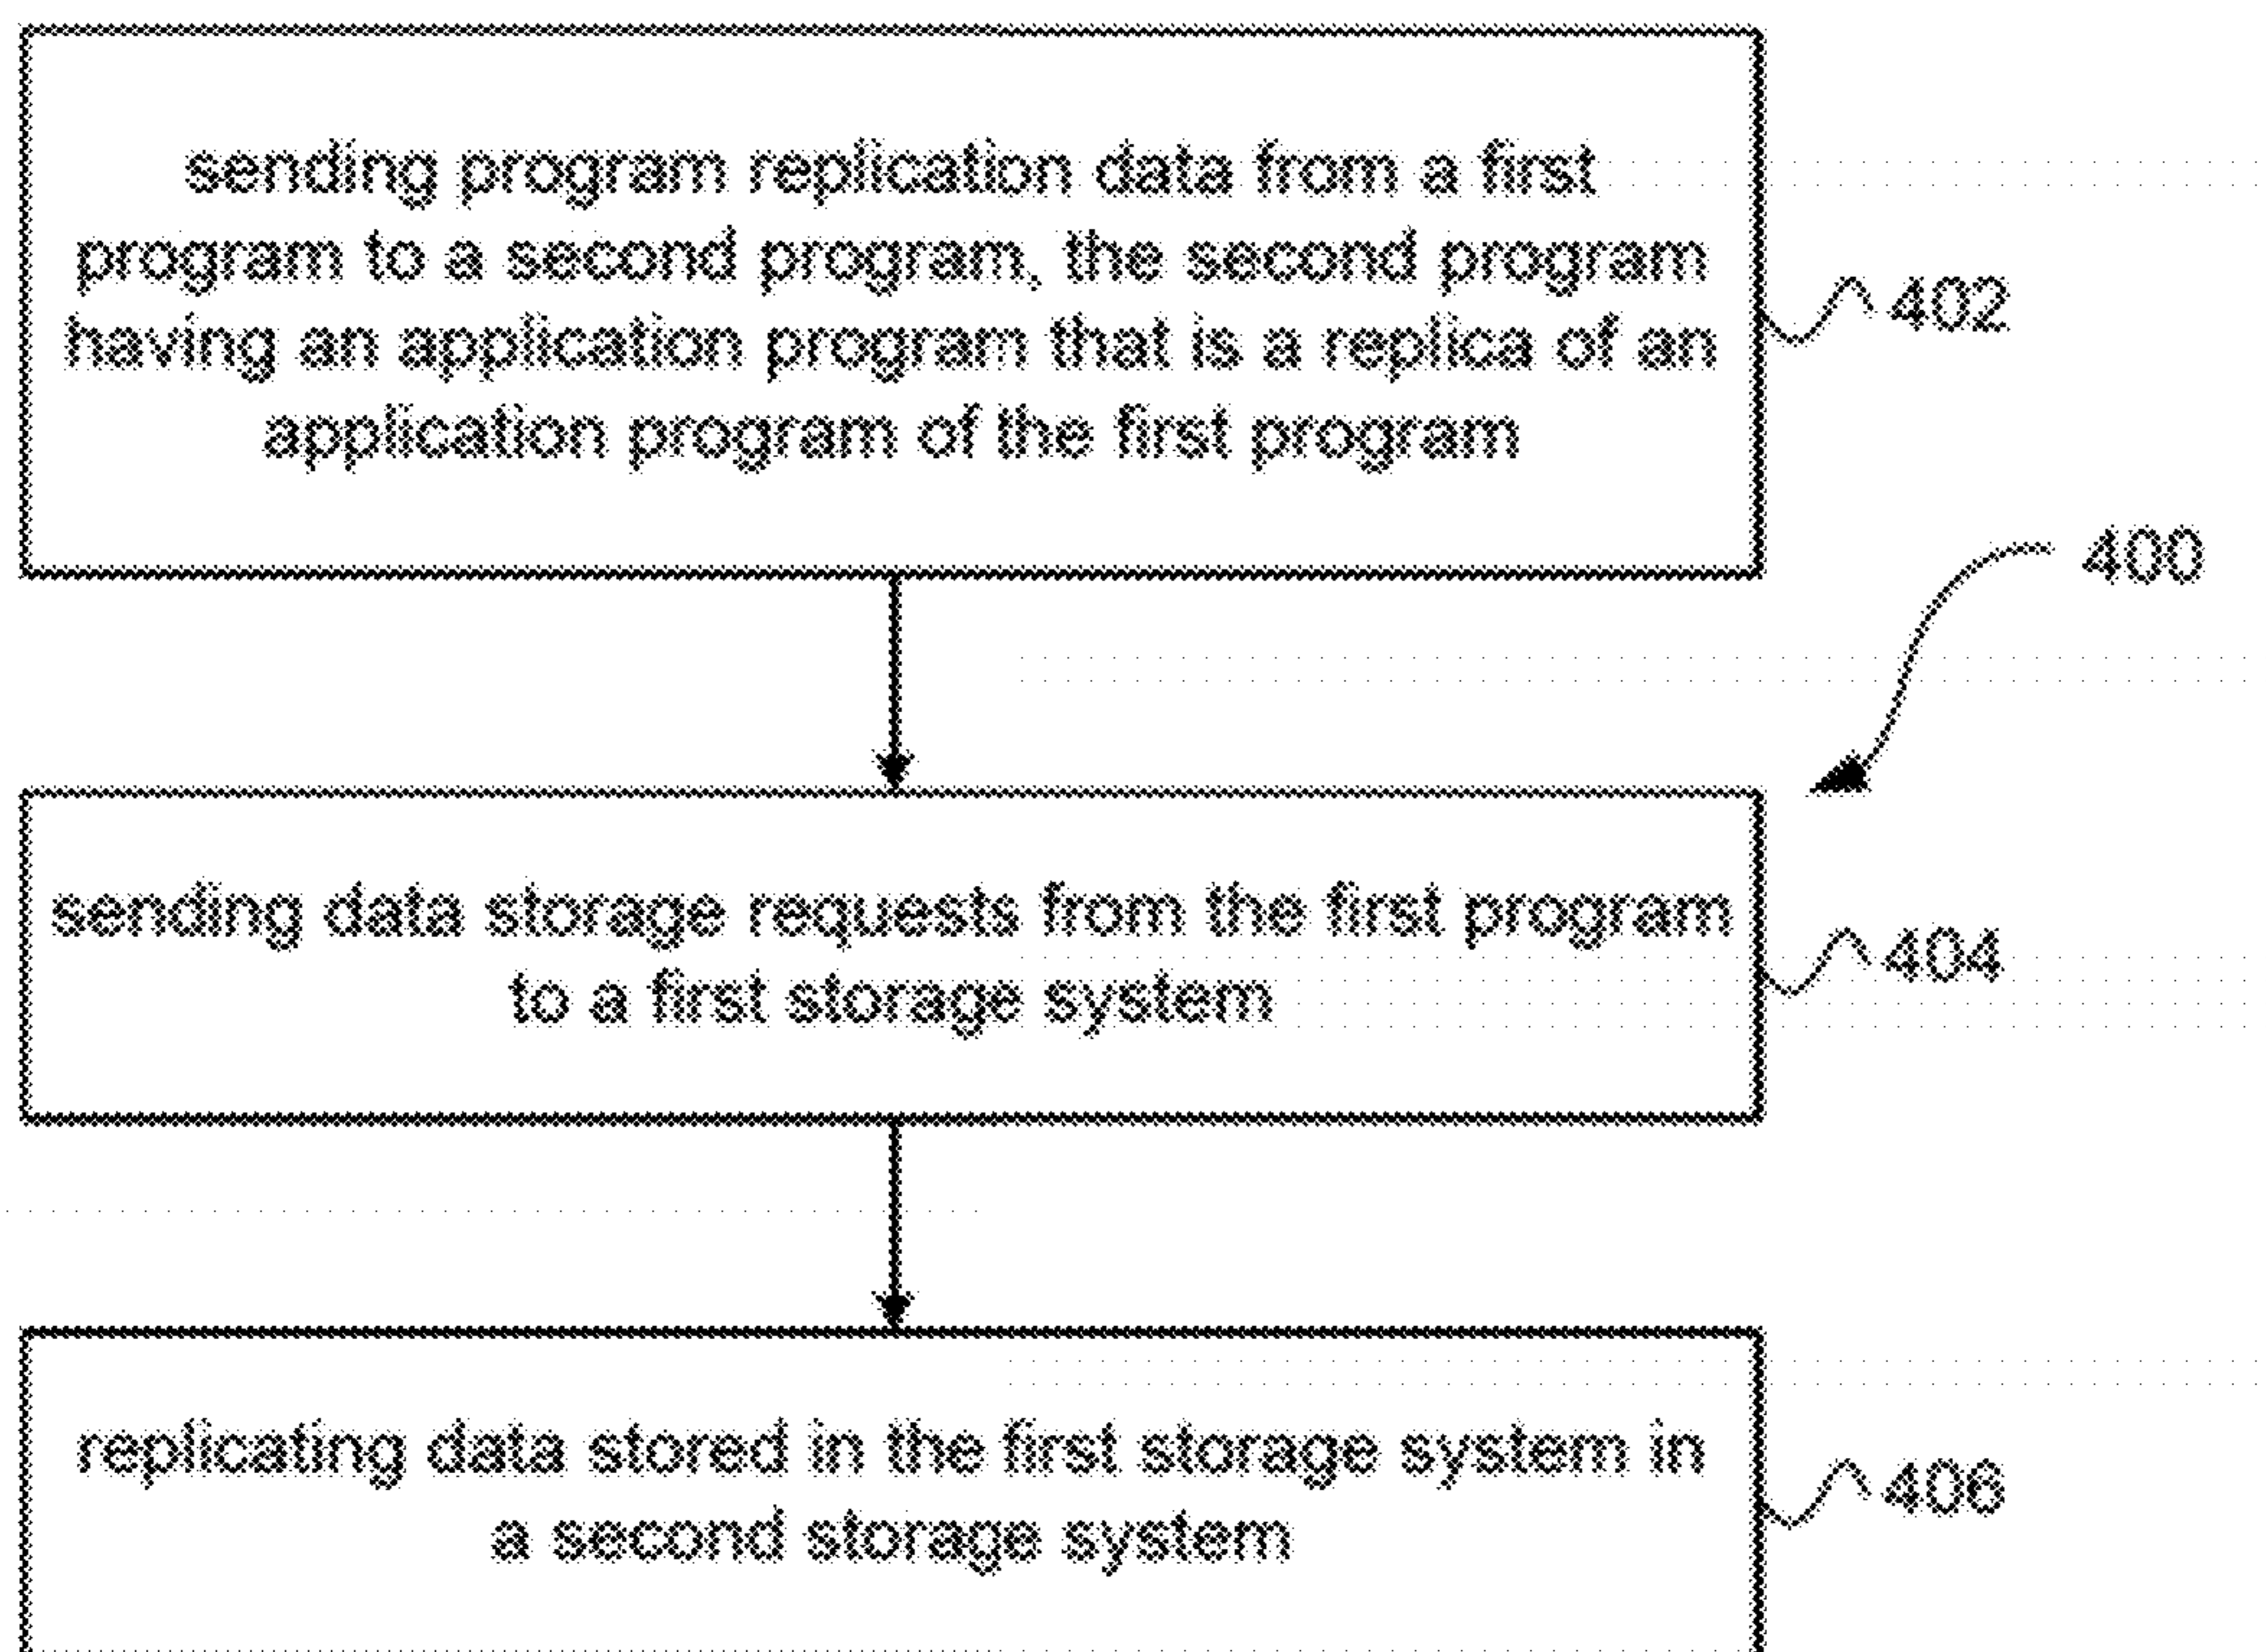 sending program replication data from a first
program to a second program, the second program
having an application program that is a replica of an
application program of the first program
402
400
sending data storage requests from the first program
to a first storage system
404
replicating data stored in the first storage system in
a second storage system
406